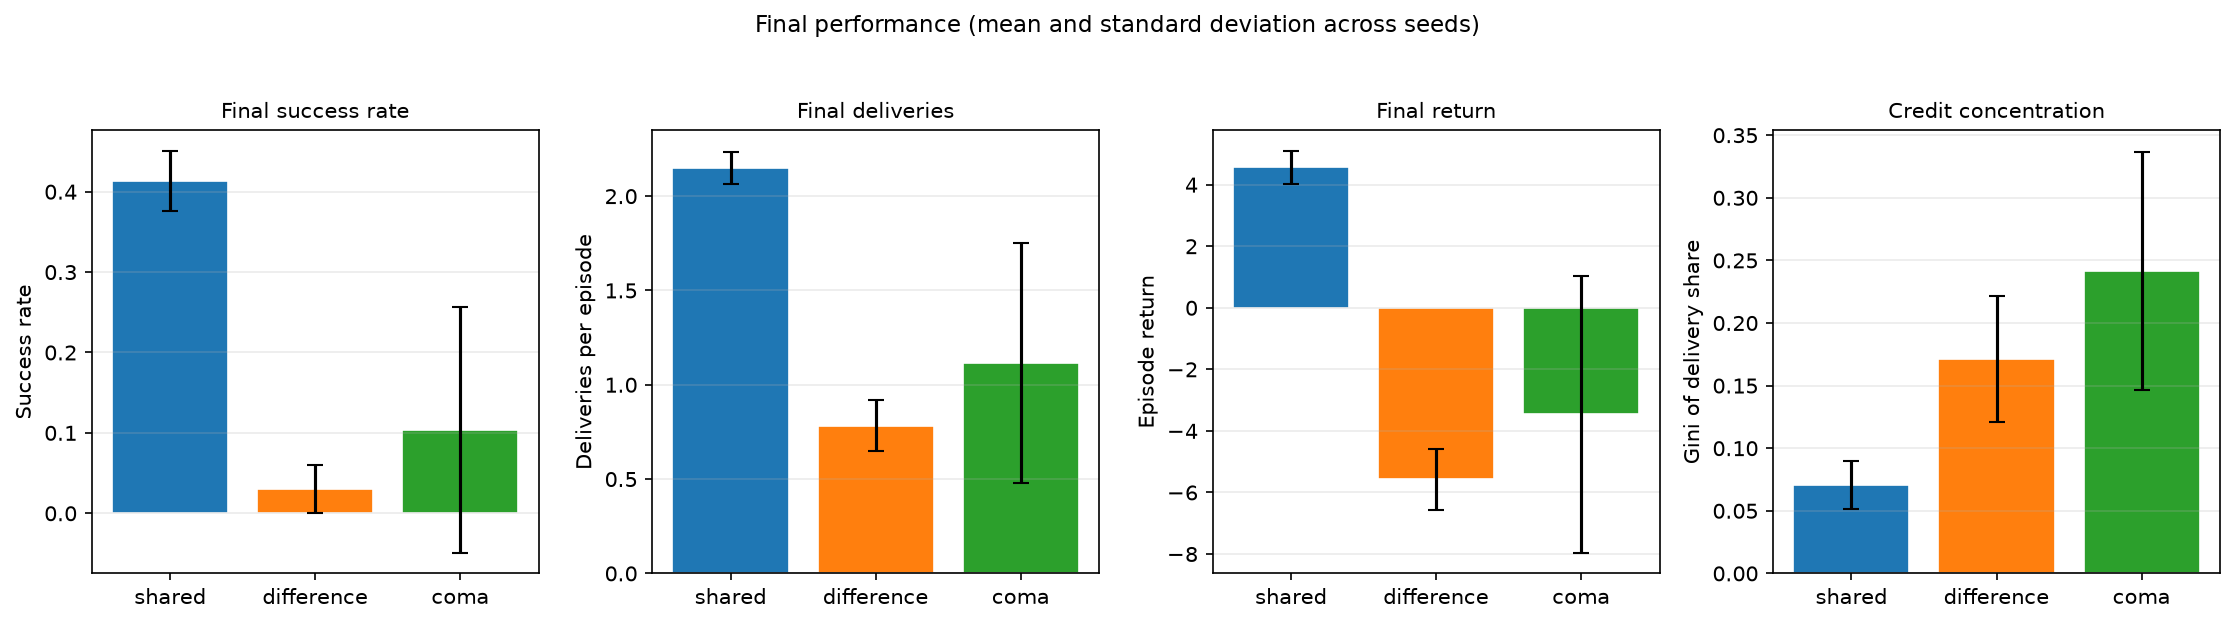 Final performance (mean and standard deviation across seeds)
Final success rate
Success rate
0.4
0.3
0.2
0.1
0.0
shared difference coma
Final deliveries
Deliveries per episode
2.0
1.5
1.0
0.5
0.0
shared difference coma
Final return
Episode return
4
2
0
−2
−4
−6
−8
shared difference coma
Credit concentration
Gini of delivery share
0.35
0.30
0.25
0.20
0.15
0.10
0.05
0.00
shared difference coma